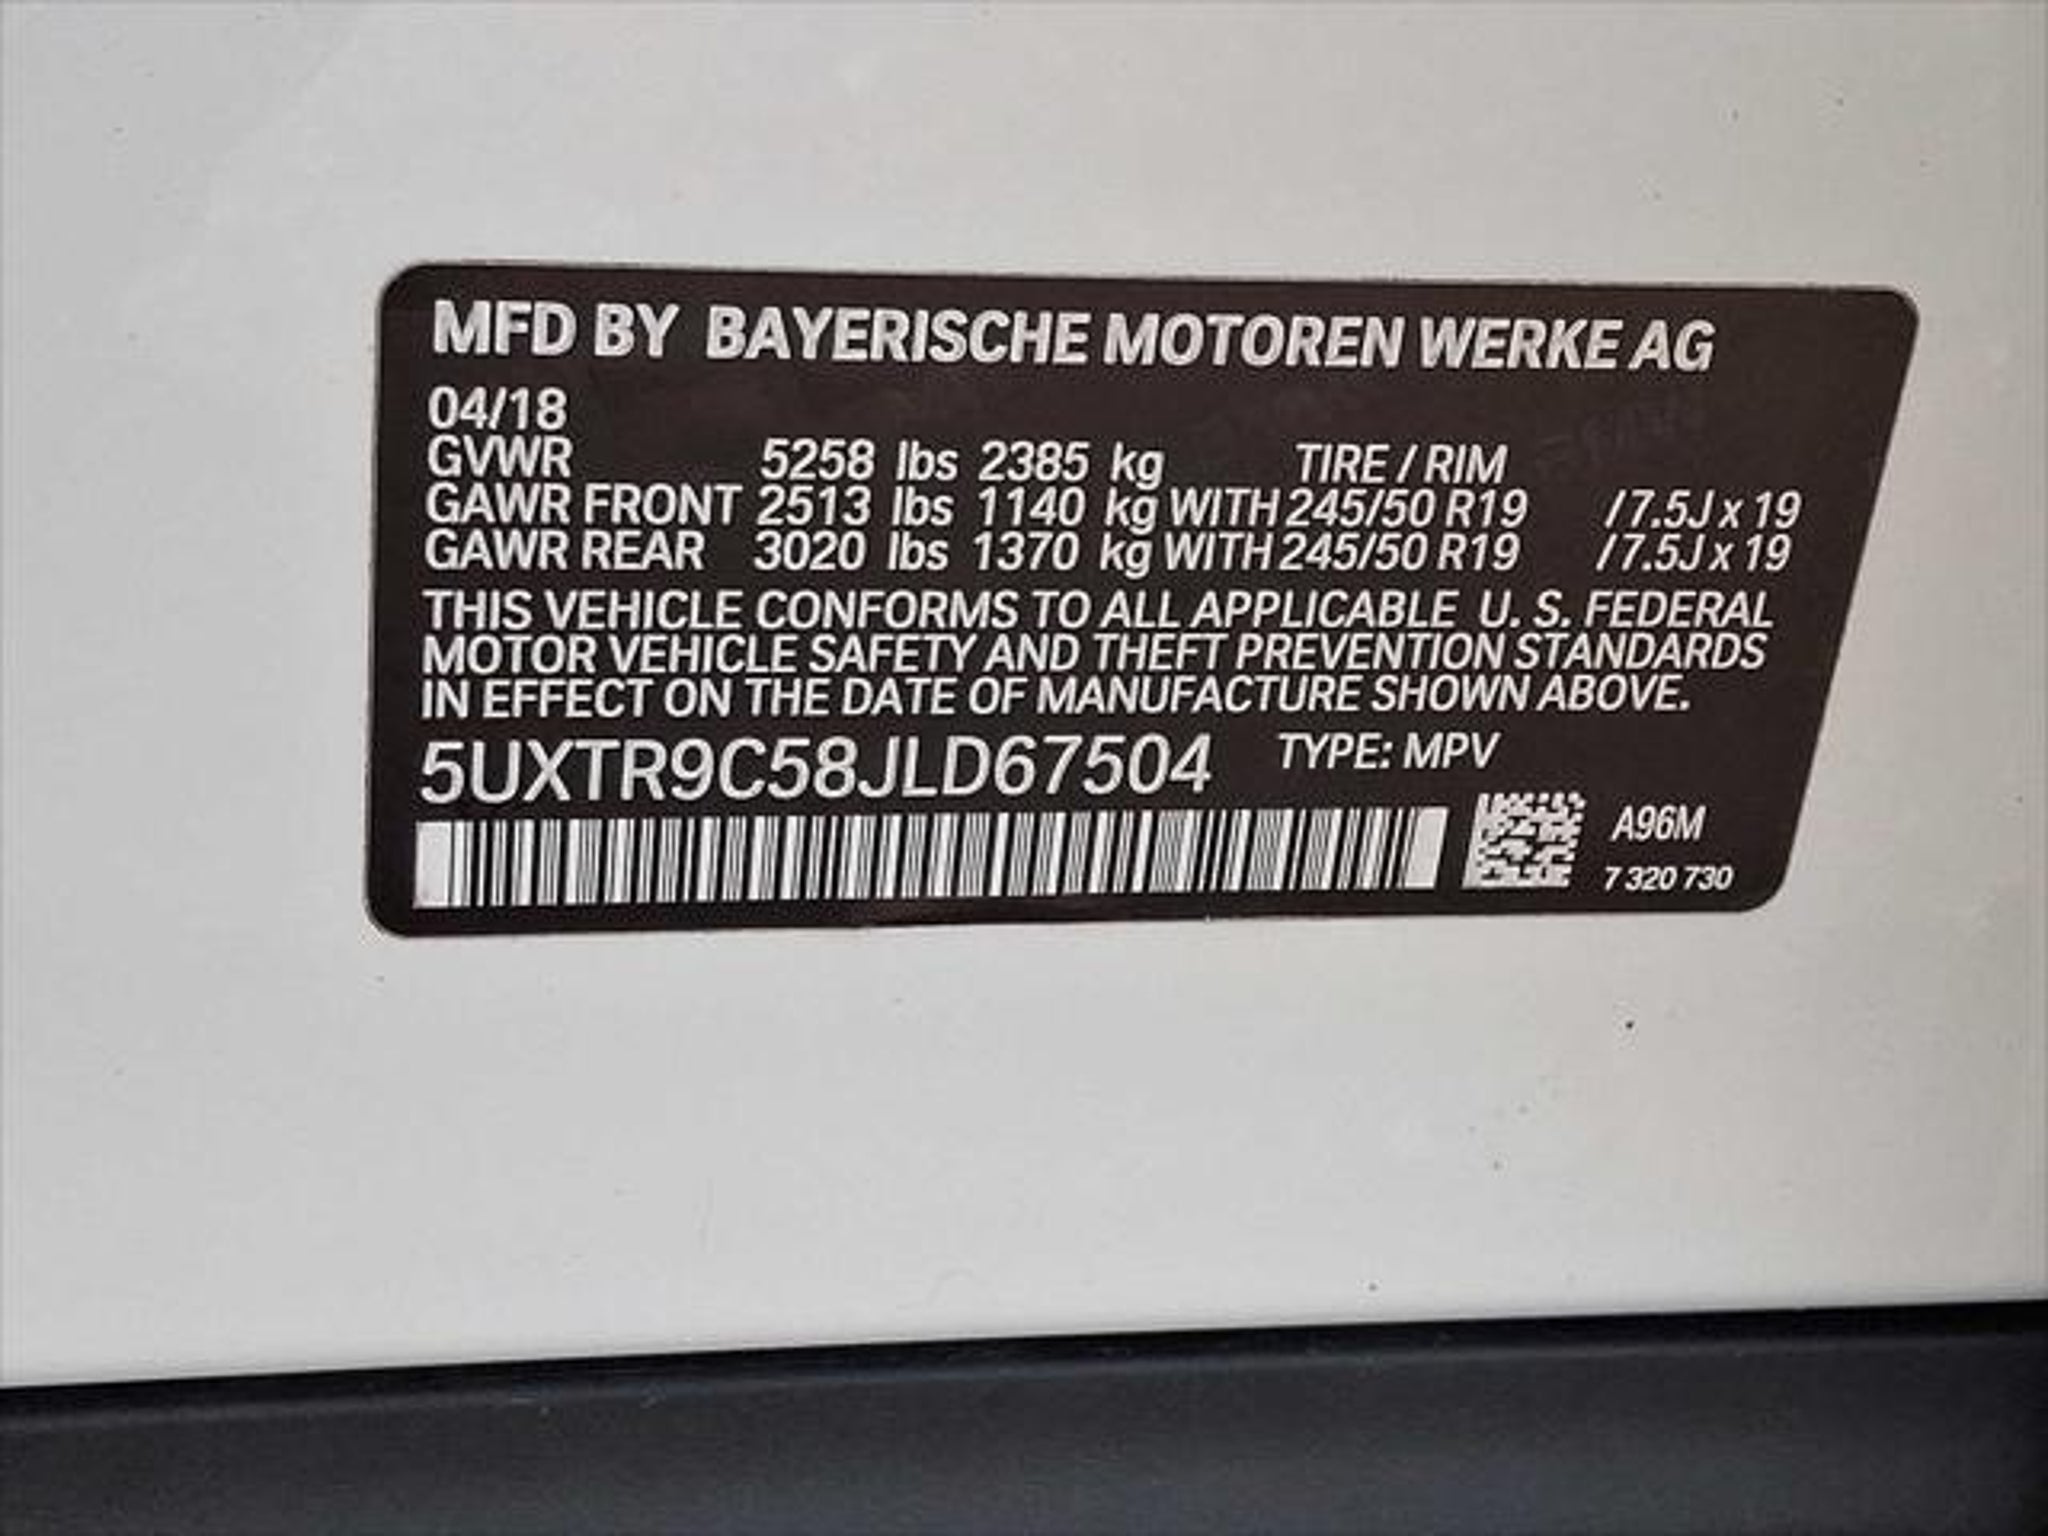 MFD BY BAYERISCHE MOTOREN WERKE AG
04/18
GVWR 5258 lbs 2385 kg TIRE / RIM
GAWR FRONT 2513 lbs 1140 kg WITH 245/50 R19 / 7.5J x 19
GAWR REAR 3020 lbs 1370 kg WITH 245/50 R19 / 7.5J x 19
THIS VEHICLE CONFORMS TO ALL APPLICABLE U. S. FEDERAL
MOTOR VEHICLE SAFETY AND THEFT PREVENTION STANDARDS
IN EFFECT ON THE DATE OF MANUFACTURE SHOWN ABOVE.
5UXTR9C58JLD67504 TYPE: MPV
A96M
7 320 730